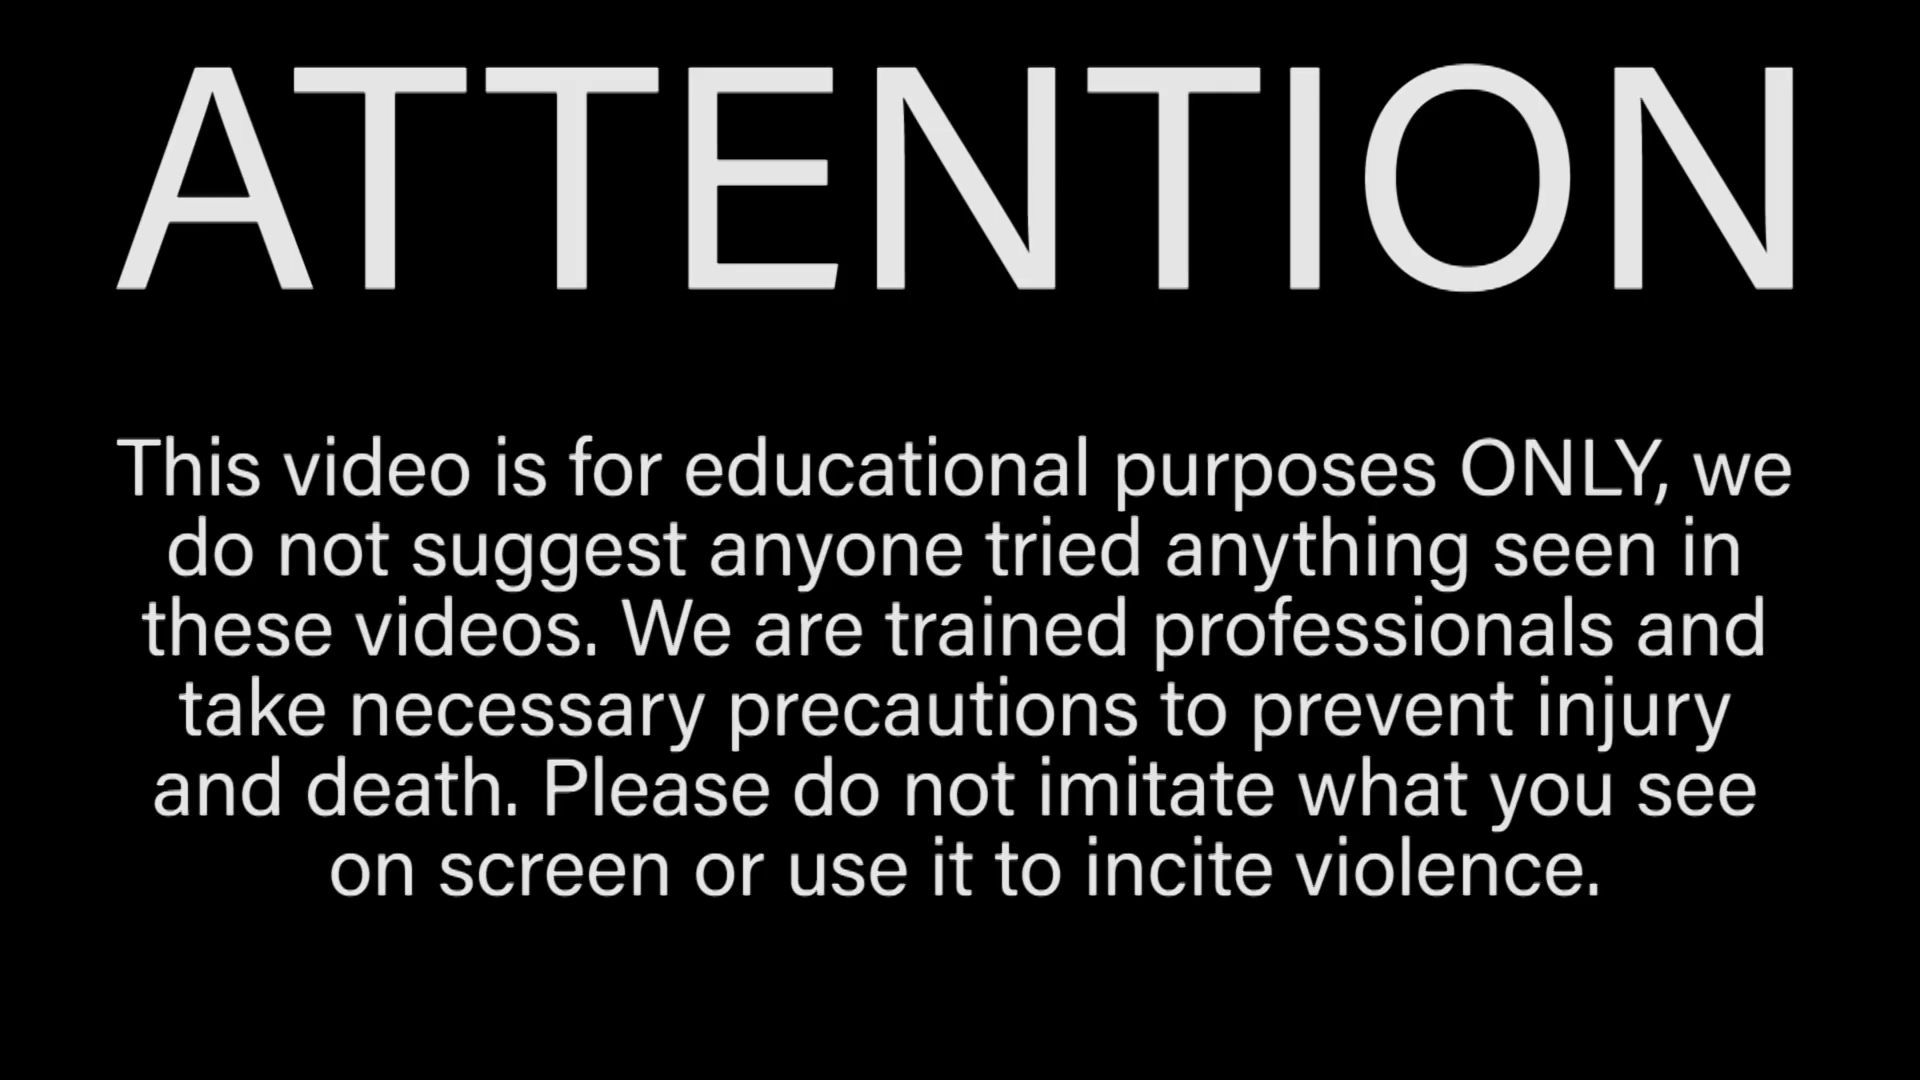 ATTENTION
This video is for educational purposes ONLY, we
do not suggest anyone tried anything seen in
these videos. We are trained professionals and
take necessary precautions to prevent injury
and death. Please do not imitate what you see
on screen or use it to incite violence.